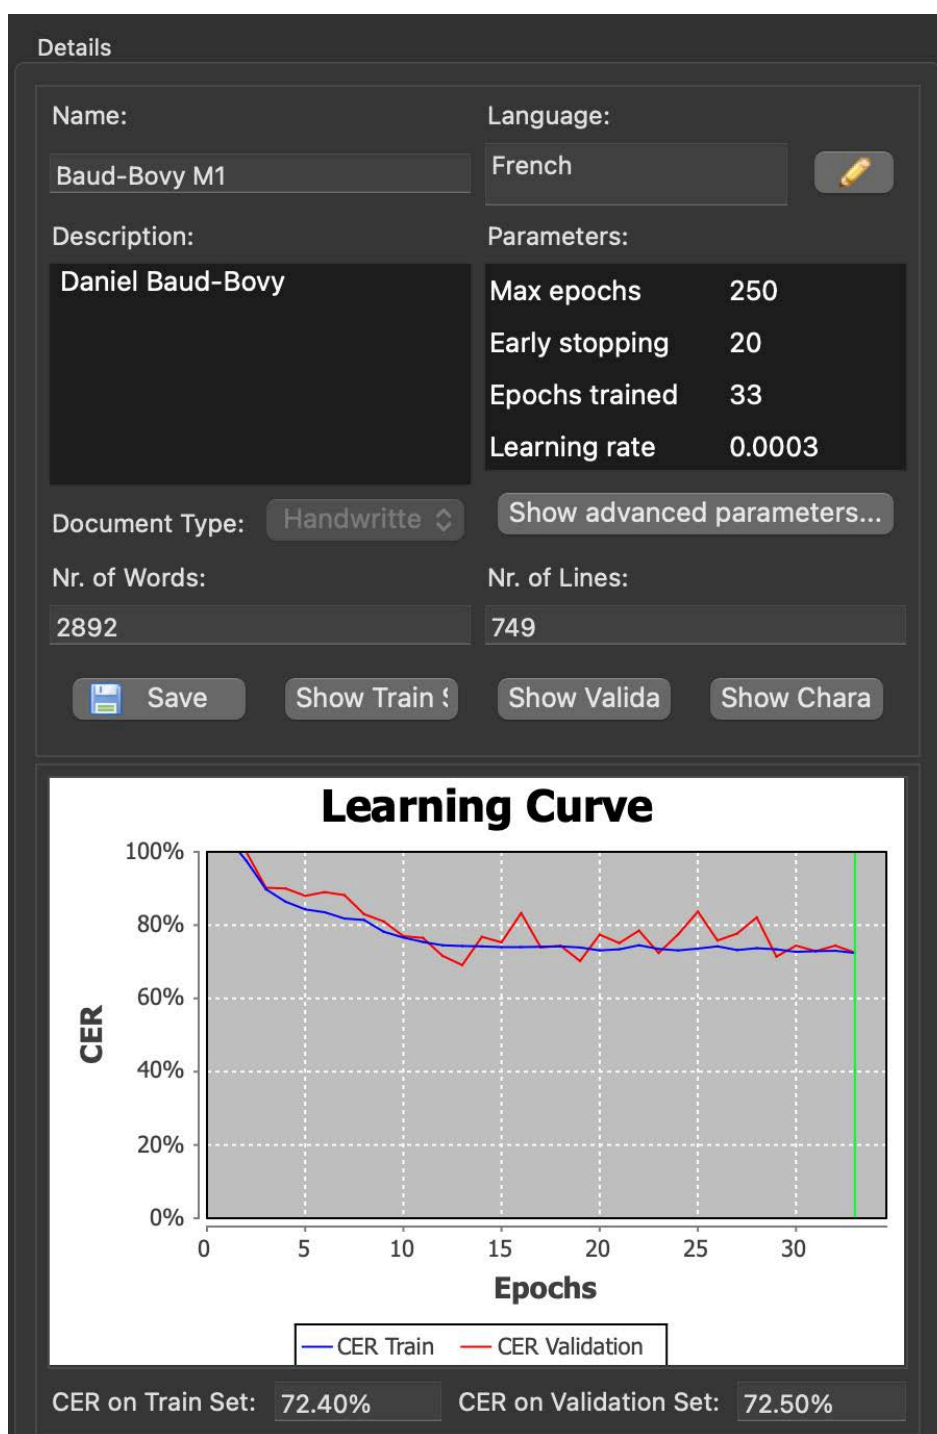 Details
Name: Language:
Baud-Bovy M1 French
Description: Parameters:
Daniel Baud-Bovy
Max epochs 250
Early stopping 20
Epochs trained 33
Learning rate 0.0003
Document Type: Handwritte Show advanced parameters...
Nr. of Words: Nr. of Lines:
2892 749
Save Show Train S Show Valida Show Chara
Learning Curve
100%
80%
60%
40%
20%
0%
CER
0 5 10 15 20 25 30
Epochs
CER Train CER Validation
CER on Train Set: 72.40% CER on Validation Set: 72.50%